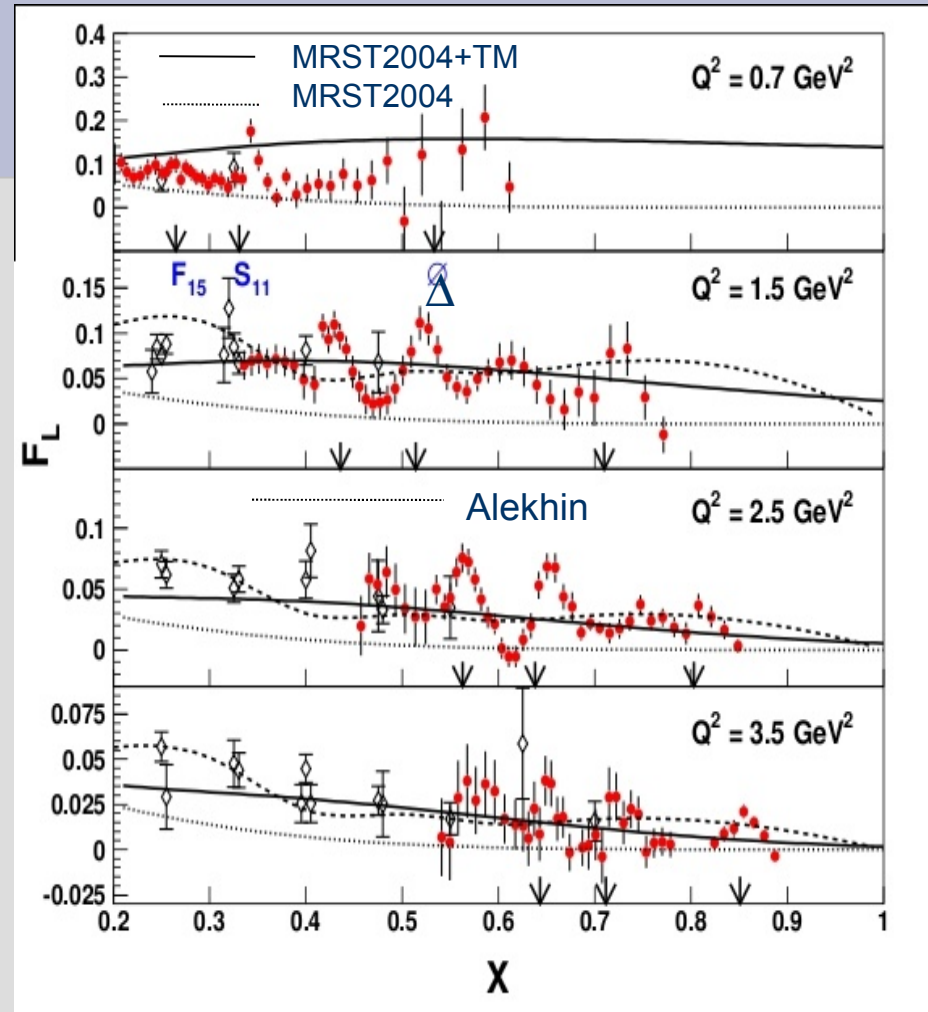 0.4
MRST2004+TM
Q² = 0.7 GeV²
0.3
MRST2004
0.2
0.1
0
F₁₅ S₁₁ ∅
Δ
Q² = 1.5 GeV²
0.15
0.1
0.05
0
F_L
Alekhin
Q² = 2.5 GeV²
0.1
0.05
0
0.075
Q² = 3.5 GeV²
0.05
0.025
0
-0.025
0.2 0.3 0.4 0.5 0.6 0.7 0.8 0.9 1
X